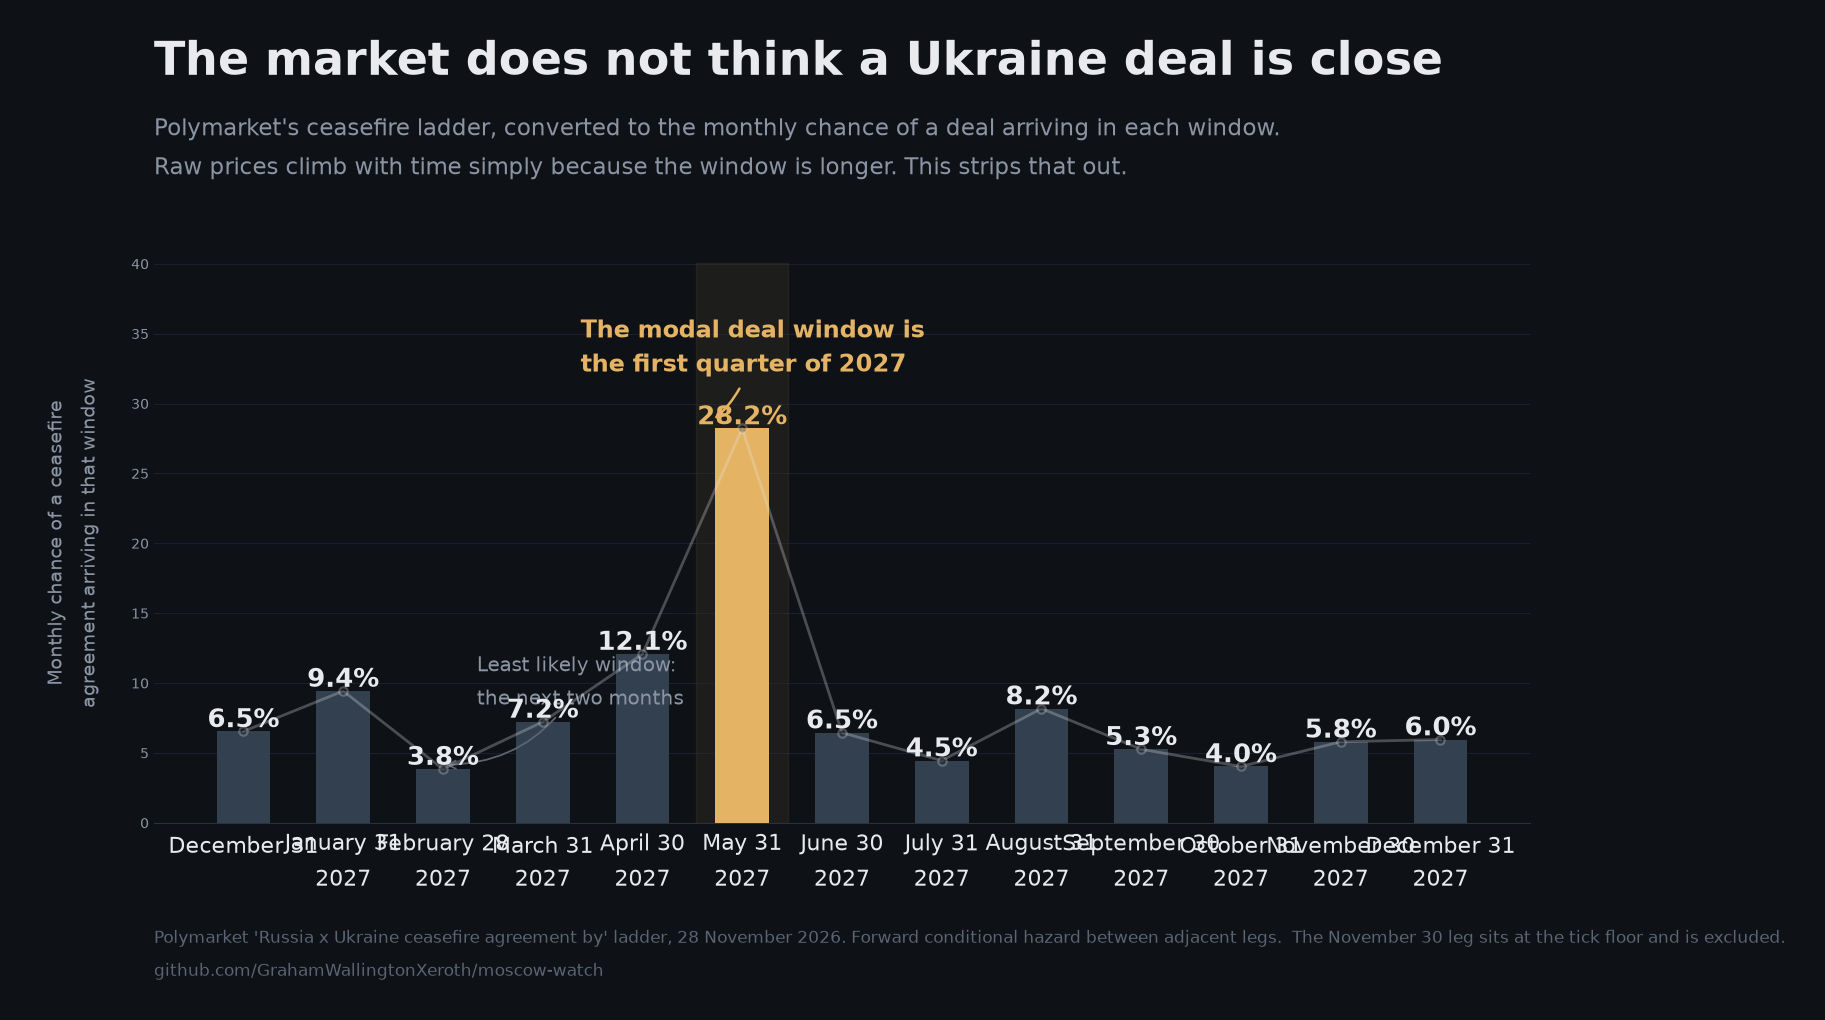 The market does not think a Ukraine deal is close
Polymarket's ceasefire ladder, converted to the monthly chance of a deal arriving in each window.
Raw prices climb with time simply because the window is longer. This strips that out.
Monthly chance of a ceasefire
agreement arriving in that window
40
35
30
25
20
15
10
5
0
The modal deal window is
the first quarter of 2027
28.2%
12.1%
Least likely window:
the next two months
9.4%
6.5%
3.8%
7.2%
6.5%
4.5%
8.2%
5.3%
4.0%
5.8%
6.0%
December 31
January 31
2027
February 28
2027
March 31
2027
April 30
2027
May 31
2027
June 30
2027
July 31
2027
August 31
2027
September 30
2027
October 31
2027
November 30
2027
December 31
2027
Polymarket 'Russia x Ukraine ceasefire agreement by' ladder, 28 November 2026. Forward conditional hazard between adjacent legs.  The November 30 leg sits at the tick floor and is excluded.
github.com/GrahamWallingtonXeroth/moscow-watch